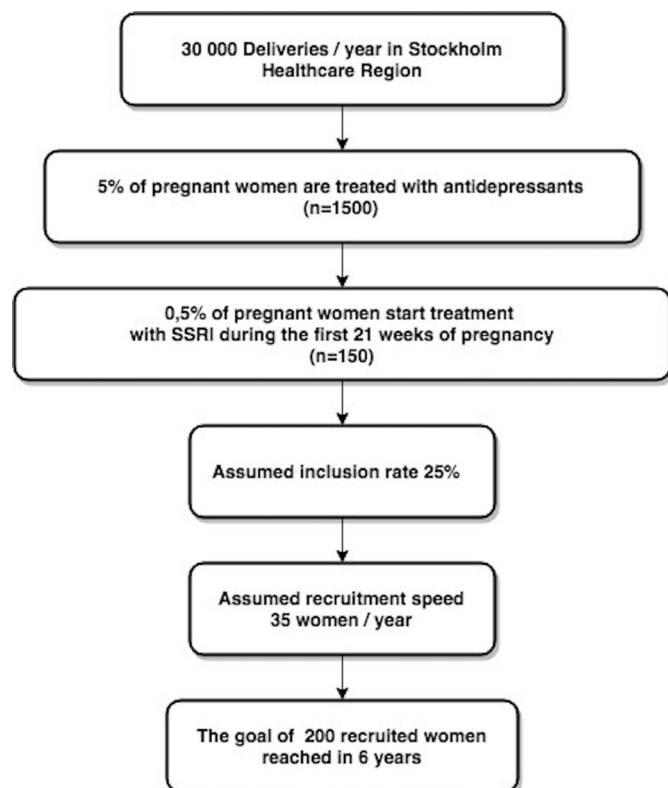 30 000 Deliveries / year in Stockholm
Healthcare Region
5% of pregnant women are treated with antidepressants
(n=1500)
0,5% of pregnant women start treatment
with SSRI during the first 21 weeks of pregnancy
(n=150)
Assumed inclusion rate 25%
Assumed recruitment speed
35 women / year
The goal of 200 recruited women
reached in 6 years